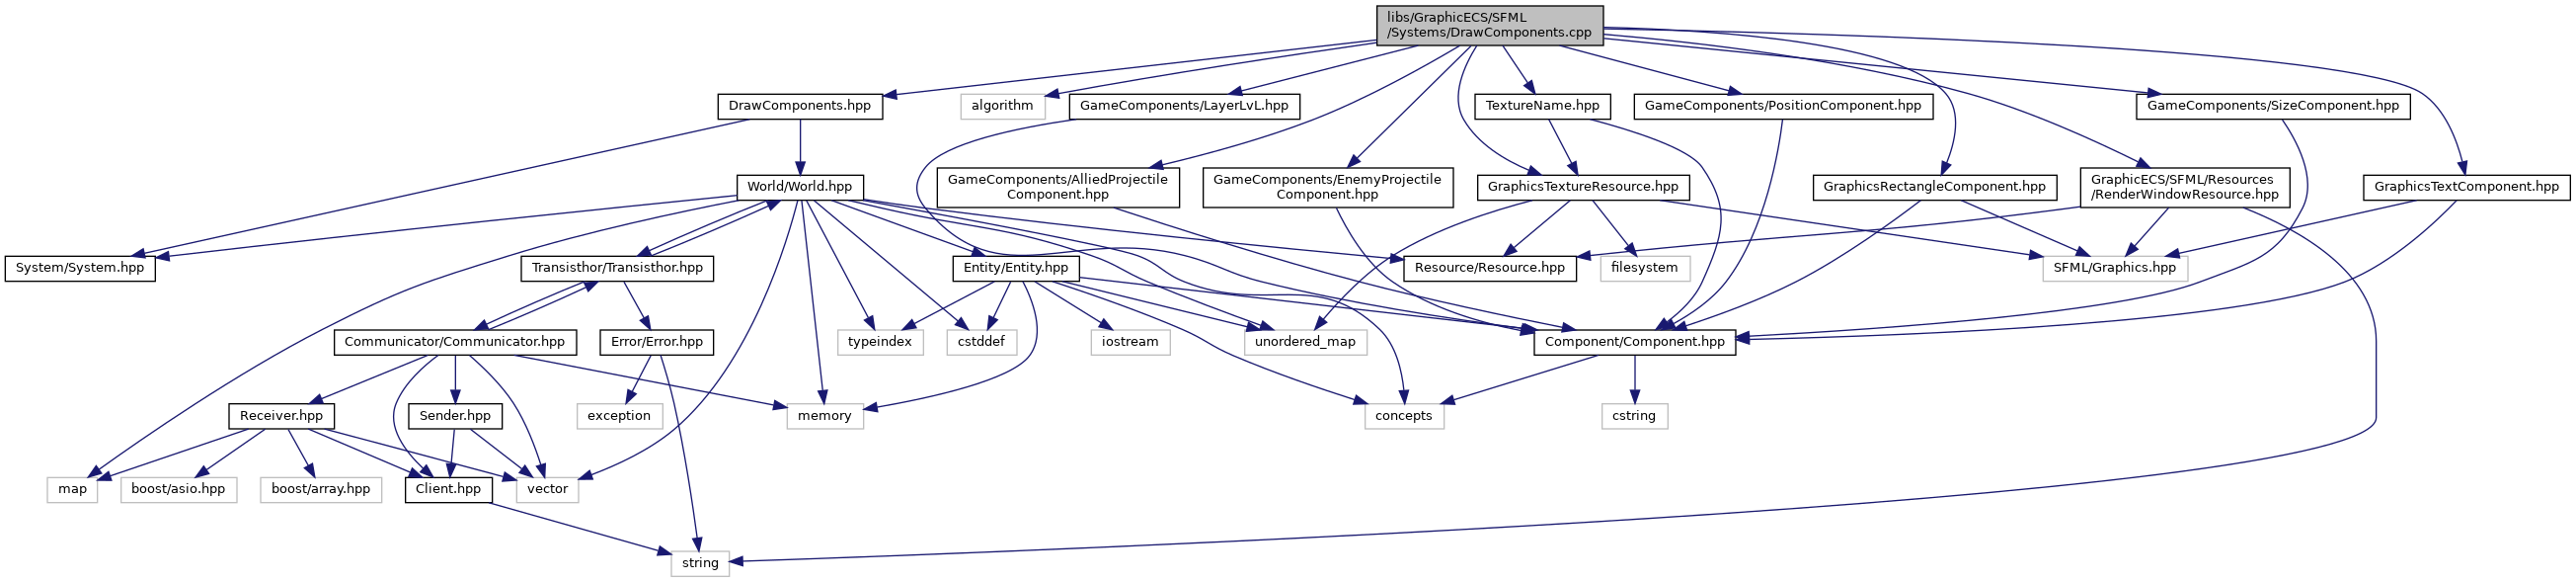 libs/GraphicECS/SFML
/Systems/DrawComponents.cpp
DrawComponents.hpp
algorithm
GameComponents/LayerLvL.hpp
TextureName.hpp
GameComponents/PositionComponent.hpp
GameComponents/SizeComponent.hpp
World/World.hpp
GameComponents/AlliedProjectile
Component.hpp
GameComponents/EnemyProjectile
Component.hpp
GraphicsTextureResource.hpp
GraphicsRectangleComponent.hpp
GraphicECS/SFML/Resources
/RenderWindowResource.hpp
GraphicsTextComponent.hpp
System/System.hpp
Transisthor/Transisthor.hpp
Entity/Entity.hpp
Resource/Resource.hpp
filesystem
SFML/Graphics.hpp
Communicator/Communicator.hpp
Error/Error.hpp
typeindex
cstddef
iostream
unordered_map
Component/Component.hpp
Receiver.hpp
Sender.hpp
exception
memory
concepts
cstring
map
boost/asio.hpp
boost/array.hpp
Client.hpp
vector
string